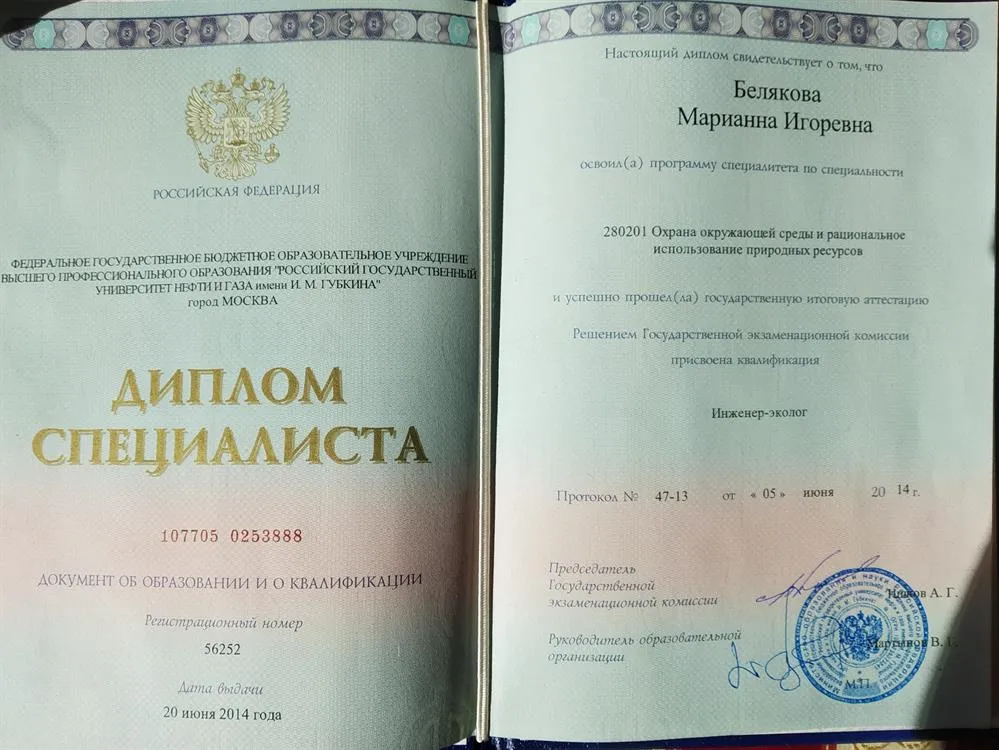 РОССИЙСКАЯ ФЕДЕРАЦИЯ
ФЕДЕРАЛЬНОЕ ГОСУДАРСТВЕННОЕ БЮДЖЕТНОЕ ОБРАЗОВАТЕЛЬНОЕ УЧРЕЖДЕНИЕ
ВЫСШЕГО ПРОФЕССИОНАЛЬНОГО ОБРАЗОВАНИЯ "РОССИЙСКИЙ ГОСУДАРСТВЕННЫЙ
УНИВЕРСИТЕТ НЕФТИ И ГАЗА имени И. М. ГУБКИНА"
город МОСКВА
ДИПЛОМ
СПЕЦИАЛИСТА
107705 0253888
ДОКУМЕНТ ОБ ОБРАЗОВАНИИ И О КВАЛИФИКАЦИИ
Регистрационный номер
56252
Дата выдачи
20 июня 2014 года
Настоящий диплом свидетельствует о том, что
Белякова
Марианна Игоревна
освоил(а) программу специалитета по специальности
280201 Охрана окружающей среды и рациональное
использование природных ресурсов
и успешно прошел(ла) государственную итоговую аттестацию
Решением Государственной экзаменационной комиссии
присвоена квалификация
Инженер-эколог
Протокол № 47-13 от « 05 » июня 20 14 г.
Председатель
Государственной
экзаменационной комиссии
А. Г.
Руководитель образовательной
организации
Мартынов В. Г.
М.П.